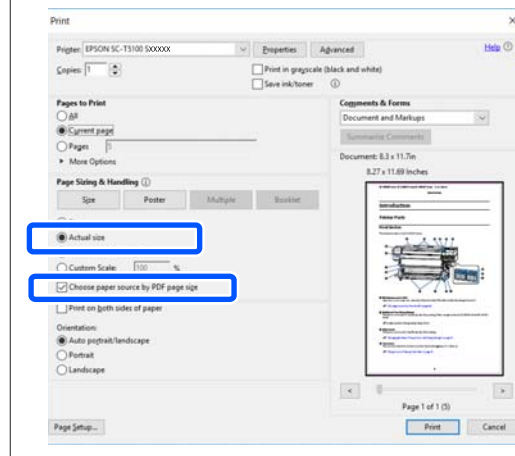 Print
Printer: EPSON SC-T5100 SXXXXX
Properties
Advanced
Help
Copies: 1
Print in grayscale (black and white)
Save ink/toner
Pages to Print
All
Current page
Pages 5
More Options
Comments & Forms
Document and Markups
Summarize Comments
Document: 8.3 x 11.7in
8.27 x 11.69 Inches
Page Sizing & Handling
Size
Poster
Multiple
Booklet
Actual size
Custom Scale: 100 %
Choose paper source by PDF page size
Print on both sides of paper
Orientation:
Auto portrait/landscape
Portrait
Landscape
Introduction
Printer Parts
<
>
Page 1 of 1 (5)
Page Setup...
Print
Cancel